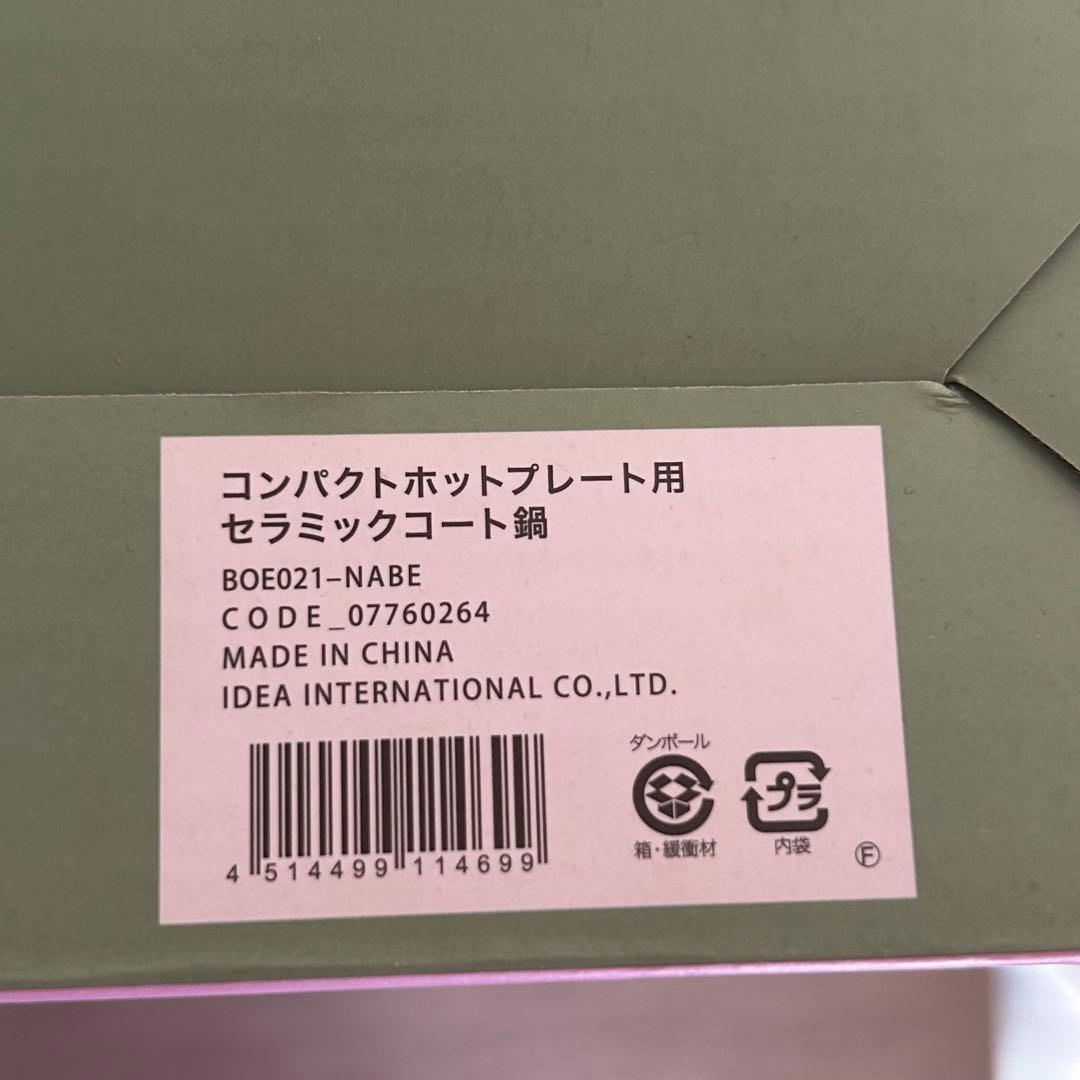 コンパクトホットプレート用
セラミックコート鍋
BOE021-NABE
CODE_07760264
MADE IN CHINA
IDEA INTERNATIONAL CO.,LTD.
4 514499 114699
ダンボール
箱・緩衝材
プラ
内袋
F